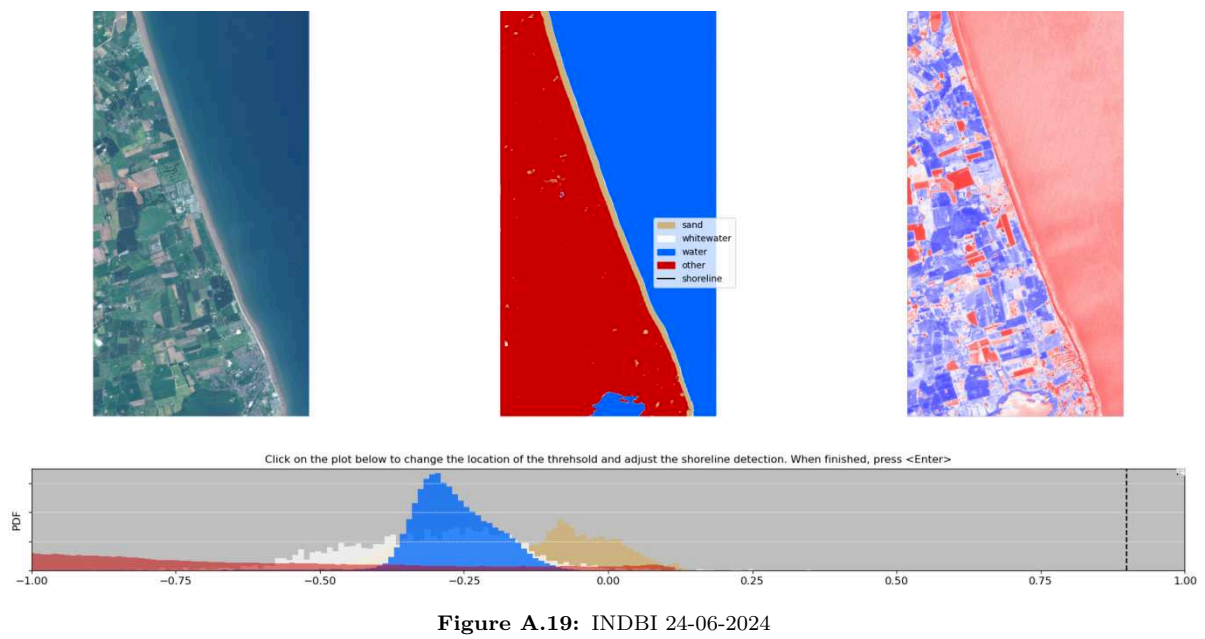 sand
whitewater
water
other
shoreline
Click on the plot below to change the location of the threhsold and adjust the shoreline detection. When finished, press <Enter>
PDF
−1.00 −0.75 −0.50 −0.25 0.00 0.25 0.50 0.75 1.00
Figure A.19: INDBI 24-06-2024